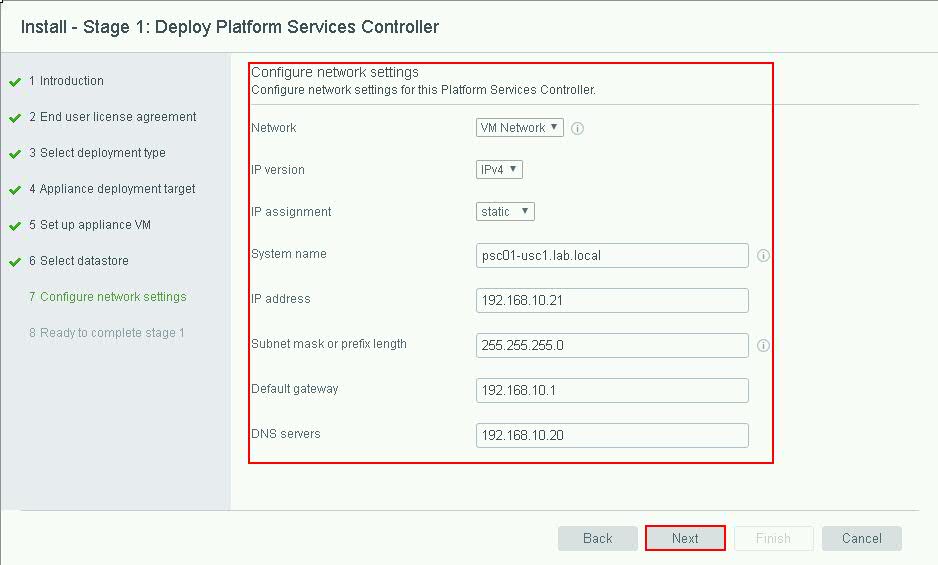 Install - Stage 1: Deploy Platform Services Controller
1 Introduction
2 End user license agreement
3 Select deployment type
4 Appliance deployment target
5 Set up appliance VM
6 Select datastore
7 Configure network settings
8 Ready to complete stage 1
Configure network settings
Configure network settings for this Platform Services Controller.
Network VM Network
IP version IPv4
IP assignment static
System name psc01-usc1.lab.local
IP address 192.168.10.21
Subnet mask or prefix length 255.255.255.0
Default gateway 192.168.10.1
DNS servers 192.168.10.20
Back Next Finish Cancel